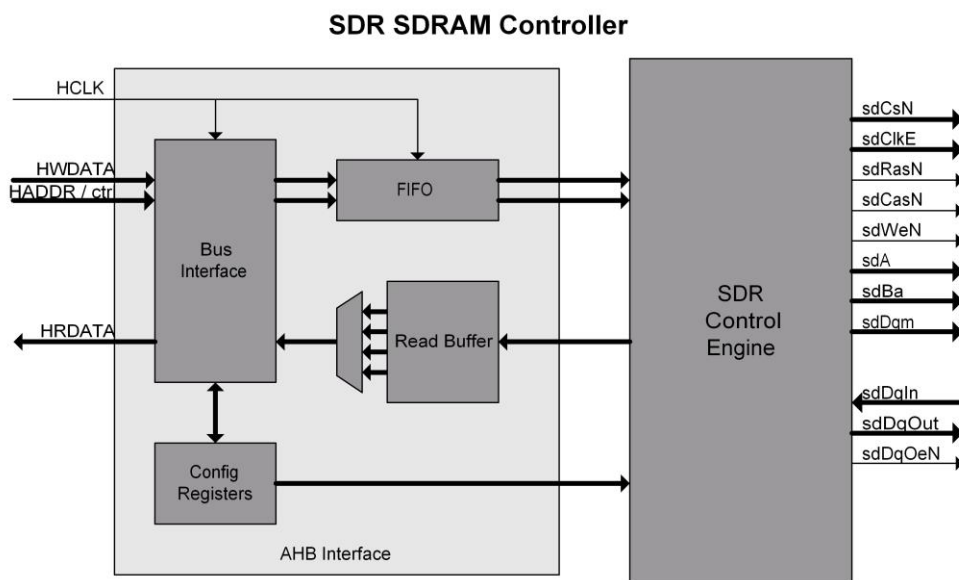 SDR SDRAM Controller
HCLK
HWDATA
HADDR / ctr
HRDATA
Bus
Interface
FIFO
Read Buffer
Config
Registers
AHB Interface
SDR
Control
Engine
sdCsN
sdClkE
sdRasN
sdCasN
sdWeN
sdA
sdBa
sdDqm
sdDqIn
sdDqOut
sdDqOeN